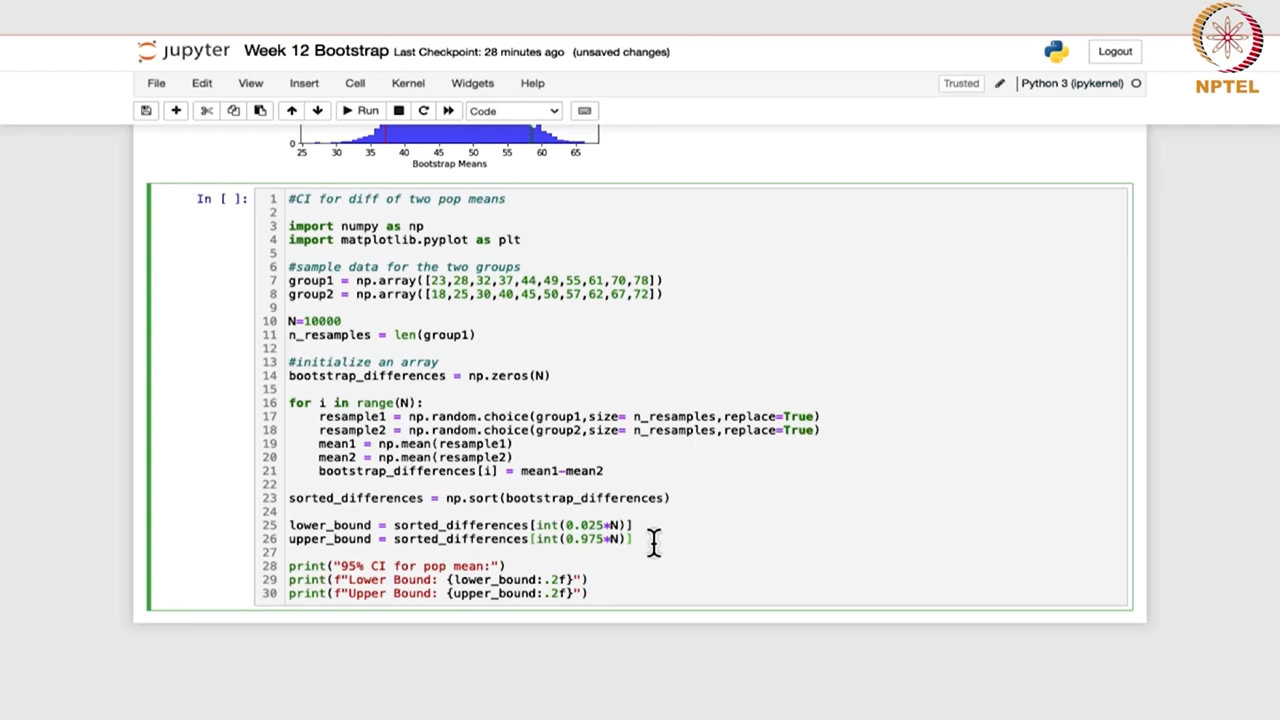 jupyter Week 12 Bootstrap Last Checkpoint: 28 minutes ago (unsaved changes)
Logout
NPTEL
File Edit View Insert Cell Kernel Widgets Help
Trusted Python 3 (ipykernel)
Run Code
0
25 30 35 40 45 50 55 60 65
Bootstrap Means
In [ ]:
1 #CI for diff of two pop means
2
3 import numpy as np
4 import matplotlib.pyplot as plt
5
6 #sample data for the two groups
7 group1 = np.array([23,28,32,37,44,49,55,61,70,78])
8 group2 = np.array([18,25,30,40,45,50,57,62,67,72])
9
10 N=10000
11 n_resamples = len(group1)
12
13 #initialize an array
14 bootstrap_differences = np.zeros(N)
15
16 for i in range(N):
17 resample1 = np.random.choice(group1,size= n_resamples,replace=True)
18 resample2 = np.random.choice(group2,size= n_resamples,replace=True)
19 mean1 = np.mean(resample1)
20 mean2 = np.mean(resample2)
21 bootstrap_differences[i] = mean1-mean2
22
23 sorted_differences = np.sort(bootstrap_differences)
24
25 lower_bound = sorted_differences[int(0.025*N)]
26 upper_bound = sorted_differences[int(0.975*N)]
27
28 print("95% CI for pop mean:")
29 print(f"Lower Bound: {lower_bound:.2f}")
30 print(f"Upper Bound: {upper_bound:.2f}")